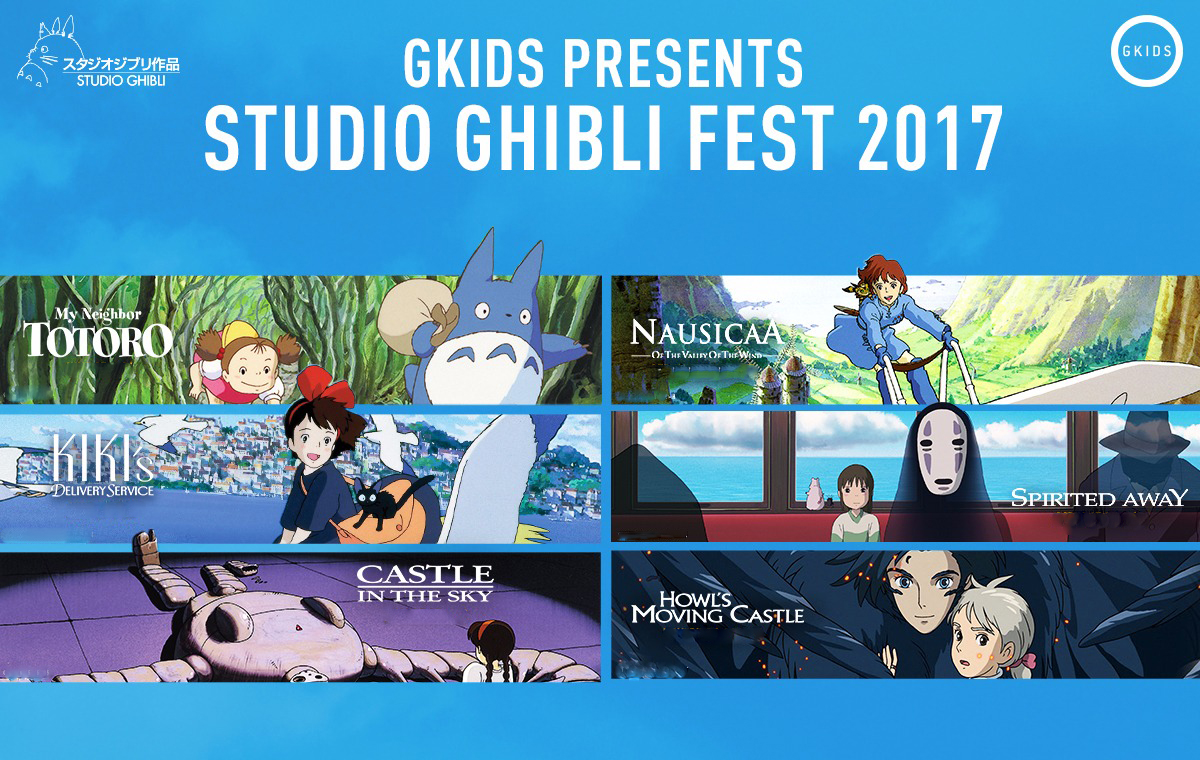 スタジオジブリ作品
STUDIO GHIBLI
GKIDS
GKIDS PRESENTS
STUDIO GHIBLI FEST 2017
My Neighbor
TOTORO
NAUSICAÄ
OF THE VALLEY OF THE WIND
KIKI's
DELIVERY SERVICE
SPIRITED AWAY
CASTLE
IN THE SKY
HOWL'S
MOVING CASTLE